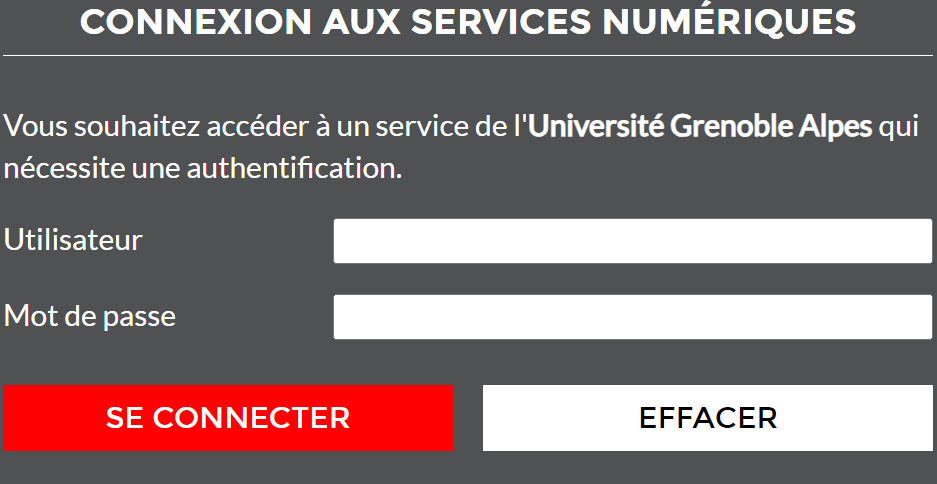 CONNEXION AUX SERVICES NUMÉRIQUES
Vous souhaitez accéder à un service de l'Université Grenoble Alpes qui
nécessite une authentification.
Utilisateur
Mot de passe
SE CONNECTER
EFFACER